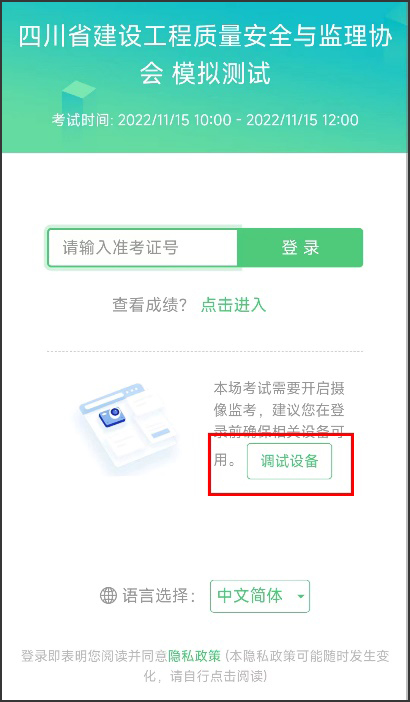 四川省建设工程质量安全与监理协
会 模拟测试
考试时间: 2022/11/15 10:00 - 2022/11/15 12:00
请输入准考证号
登 录
查看成绩? 点击进入
本场考试需要开启摄
像监考，建议您在登
录前确保相关设备可
用。 调试设备
语言选择： 中文简体
登录即表明您阅读并同意隐私政策 (本隐私政策可能随时发生变
化，请自行点击阅读)